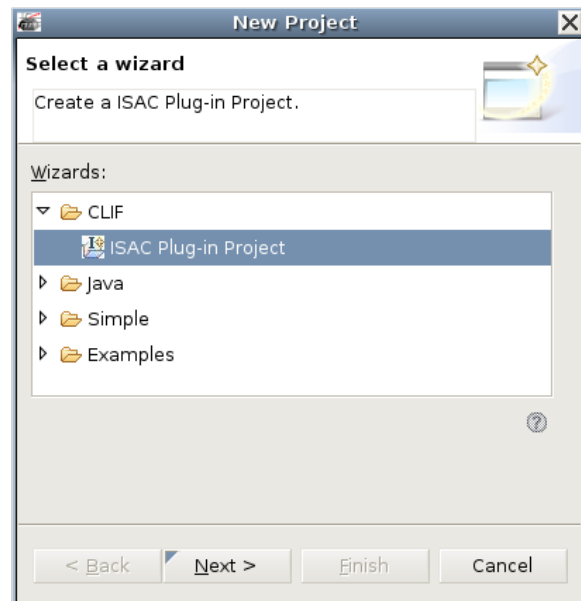 New Project
Select a wizard
Create a ISAC Plug-in Project.
Wizards:
CLIF
ISAC Plug-in Project
Java
Simple
Examples
< Back Next > Finish Cancel